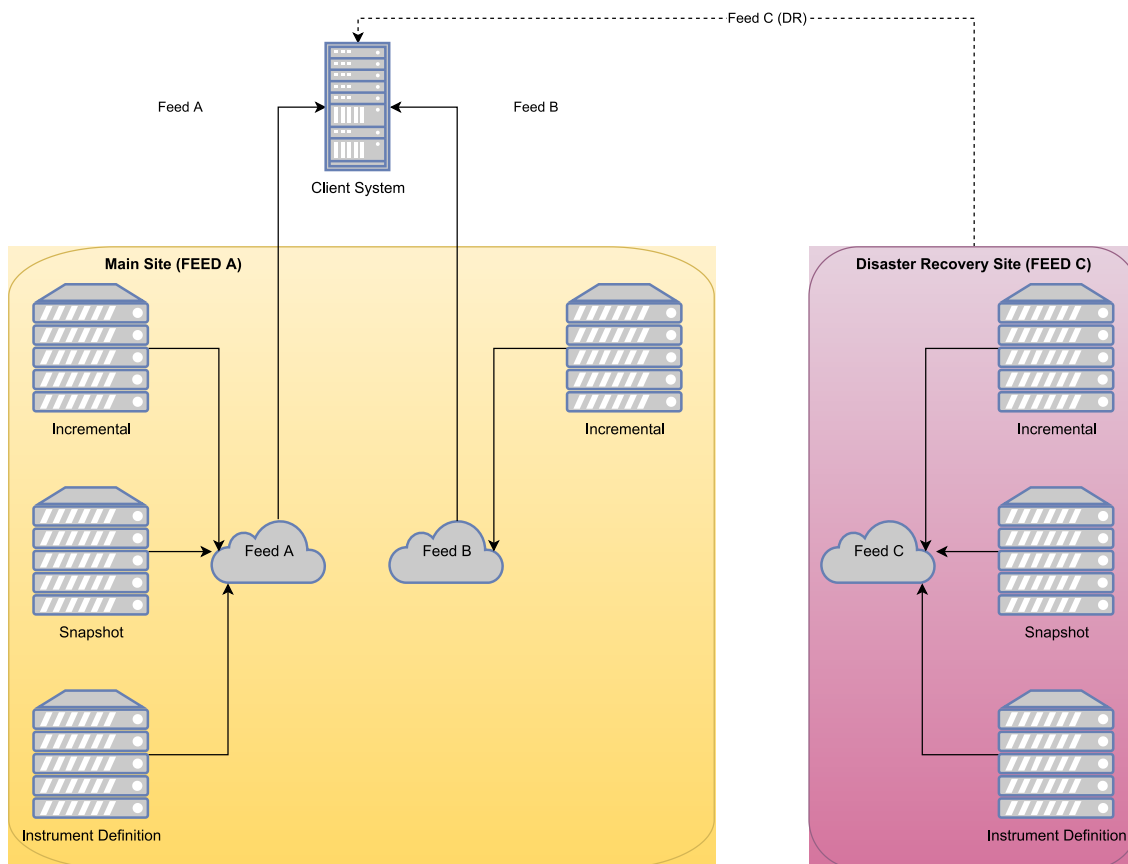 Feed C (DR)
Feed A
Feed B
Client System
Main Site (FEED A)
Disaster Recovery Site (FEED C)
Incremental
Incremental
Incremental
Feed A
Feed B
Feed C
Snapshot
Snapshot
Instrument Definition
Instrument Definition